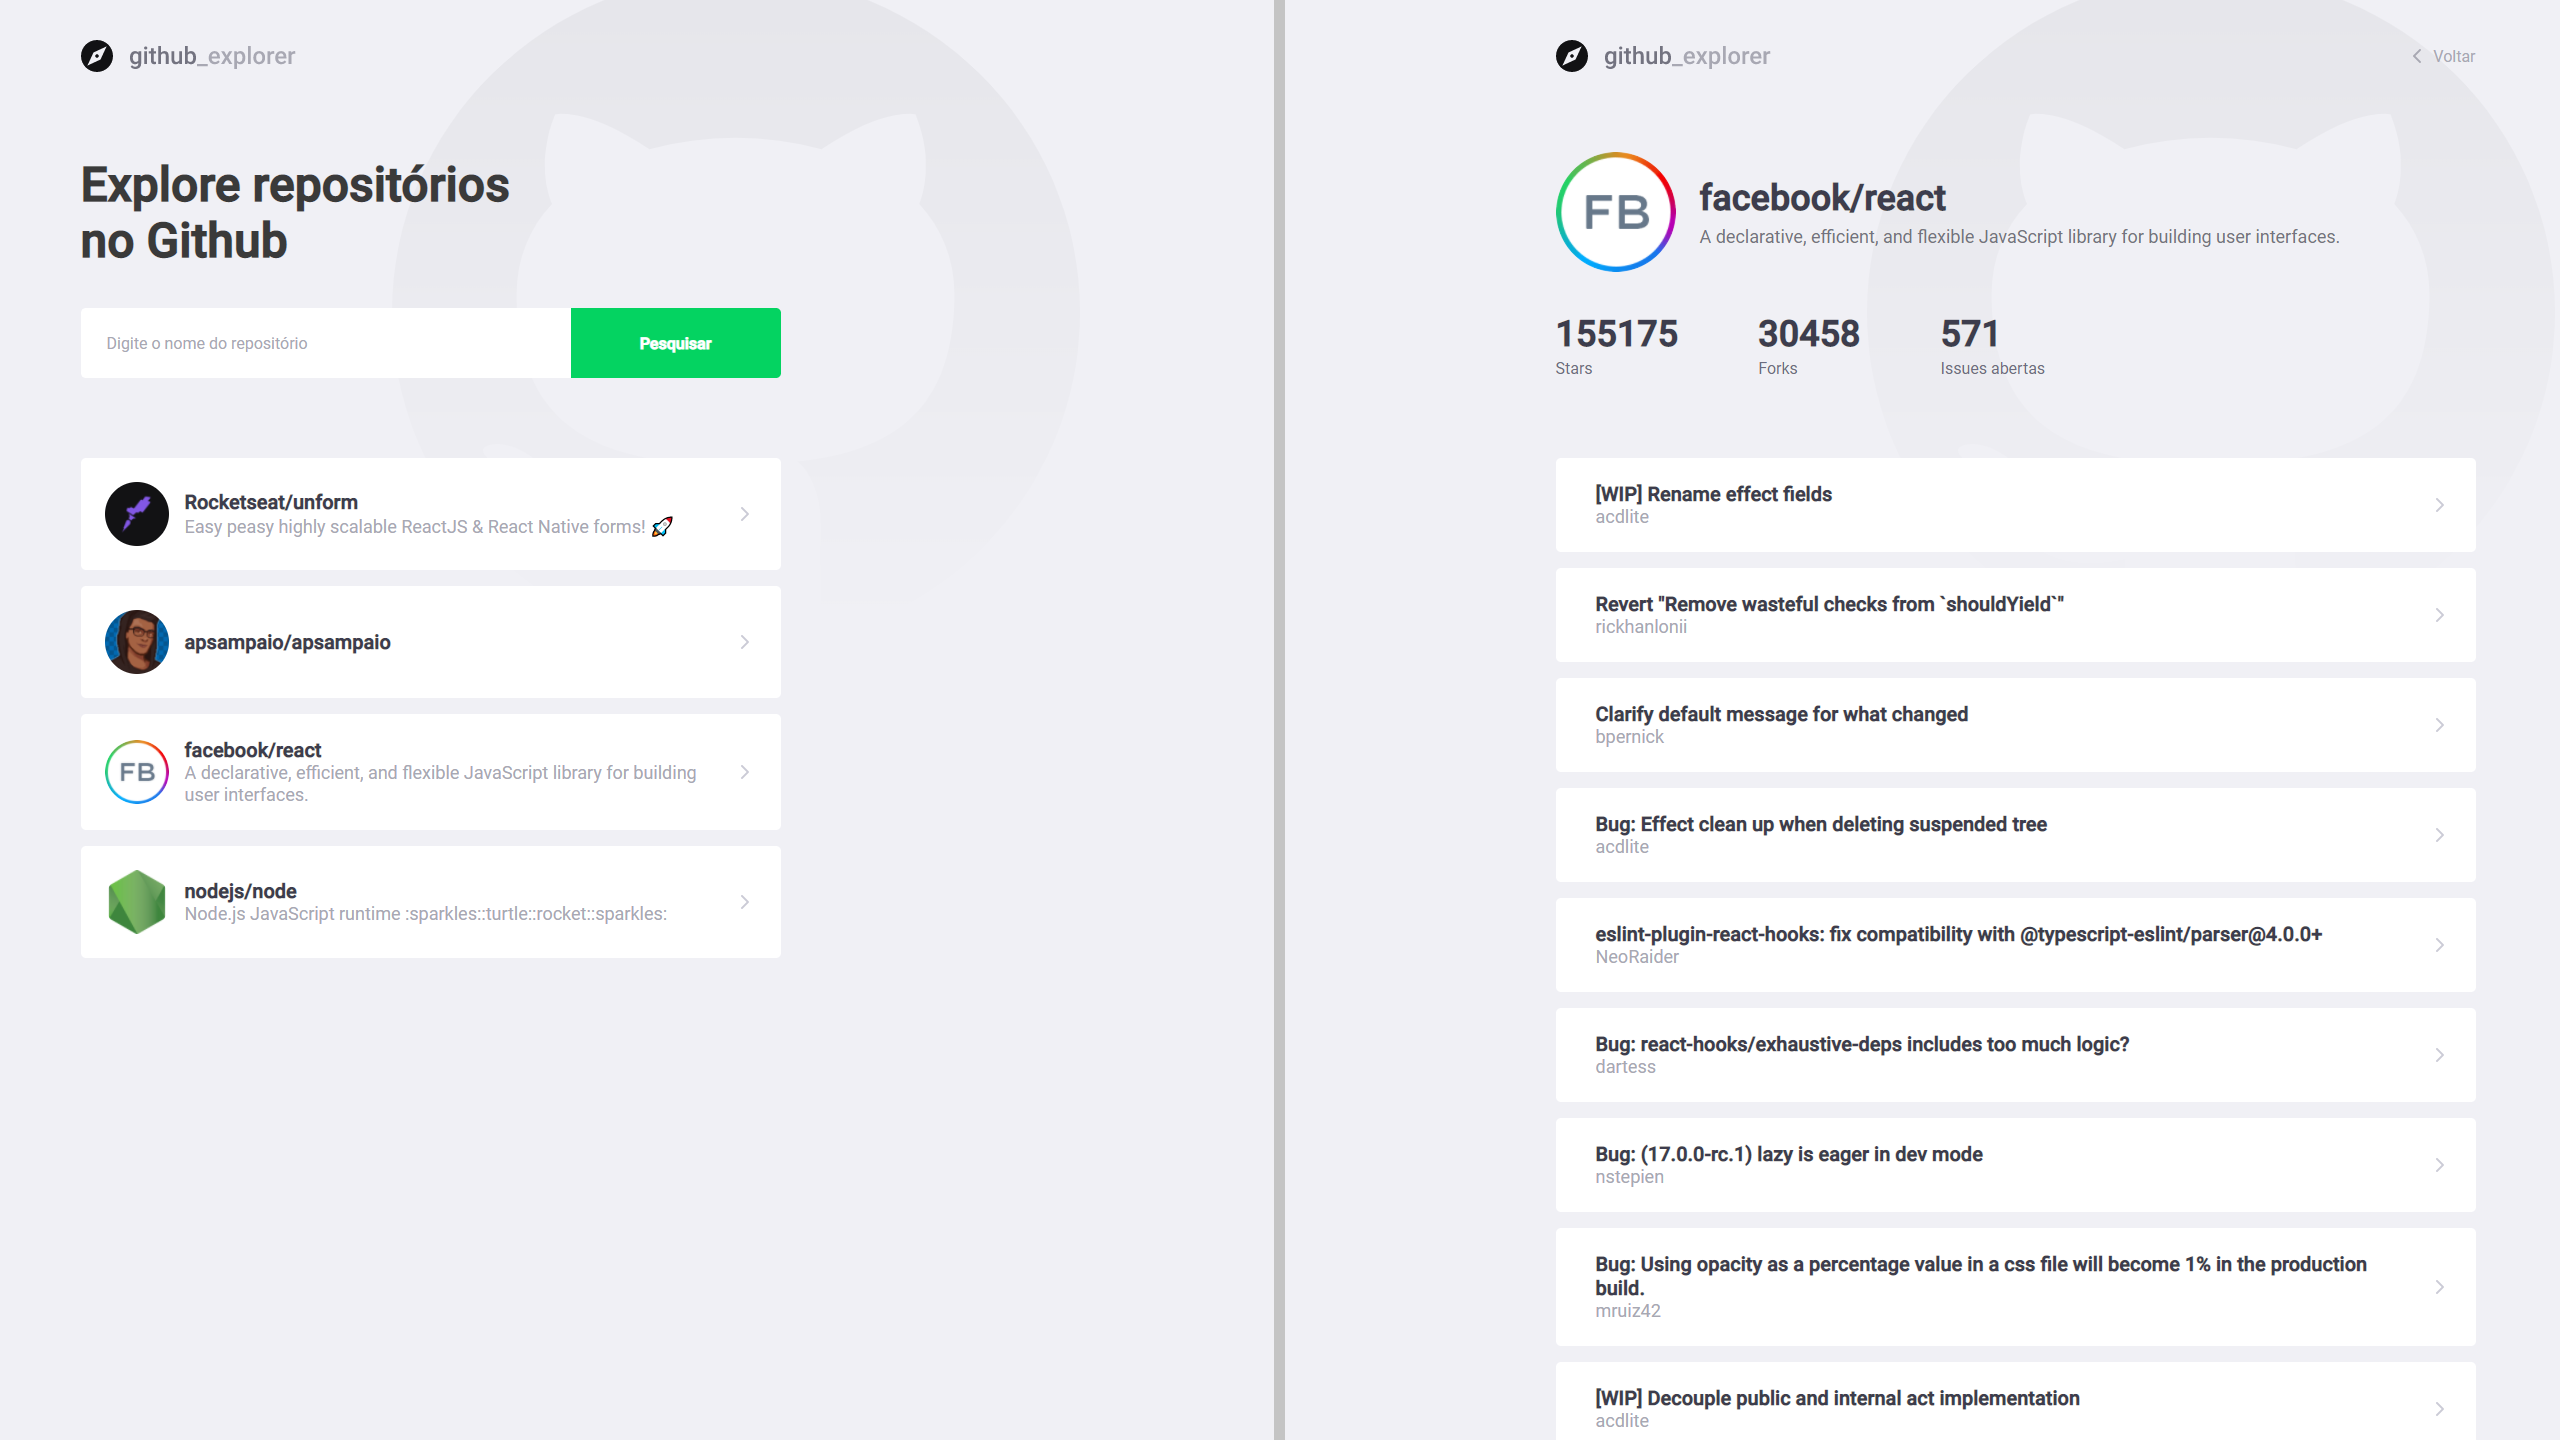 github_explorer
Explore repositórios
no Github
Digite o nome do repositório
Pesquisar
Rocketseat/unform
Easy peasy highly scalable ReactJS & React Native forms! 🚀
apsampaio/apsampaio
FB
facebook/react
A declarative, efficient, and flexible JavaScript library for building
user interfaces.
nodejs/node
Node.js JavaScript runtime :sparkles::turtle::rocket::sparkles:
github_explorer
Voltar
FB
facebook/react
A declarative, efficient, and flexible JavaScript library for building user interfaces.
155175
Stars
30458
Forks
571
Issues abertas
[WIP] Rename effect fields
acdlite
Revert "Remove wasteful checks from `shouldYield`"
rickhanlonii
Clarify default message for what changed
bpernick
Bug: Effect clean up when deleting suspended tree
acdlite
eslint-plugin-react-hooks: fix compatibility with @typescript-eslint/parser@4.0.0+
NeoRaider
Bug: react-hooks/exhaustive-deps includes too much logic?
dartess
Bug: (17.0.0-rc.1) lazy is eager in dev mode
nstepien
Bug: Using opacity as a percentage value in a css file will become 1% in the production
build.
mruiz42
[WIP] Decouple public and internal act implementation
acdlite